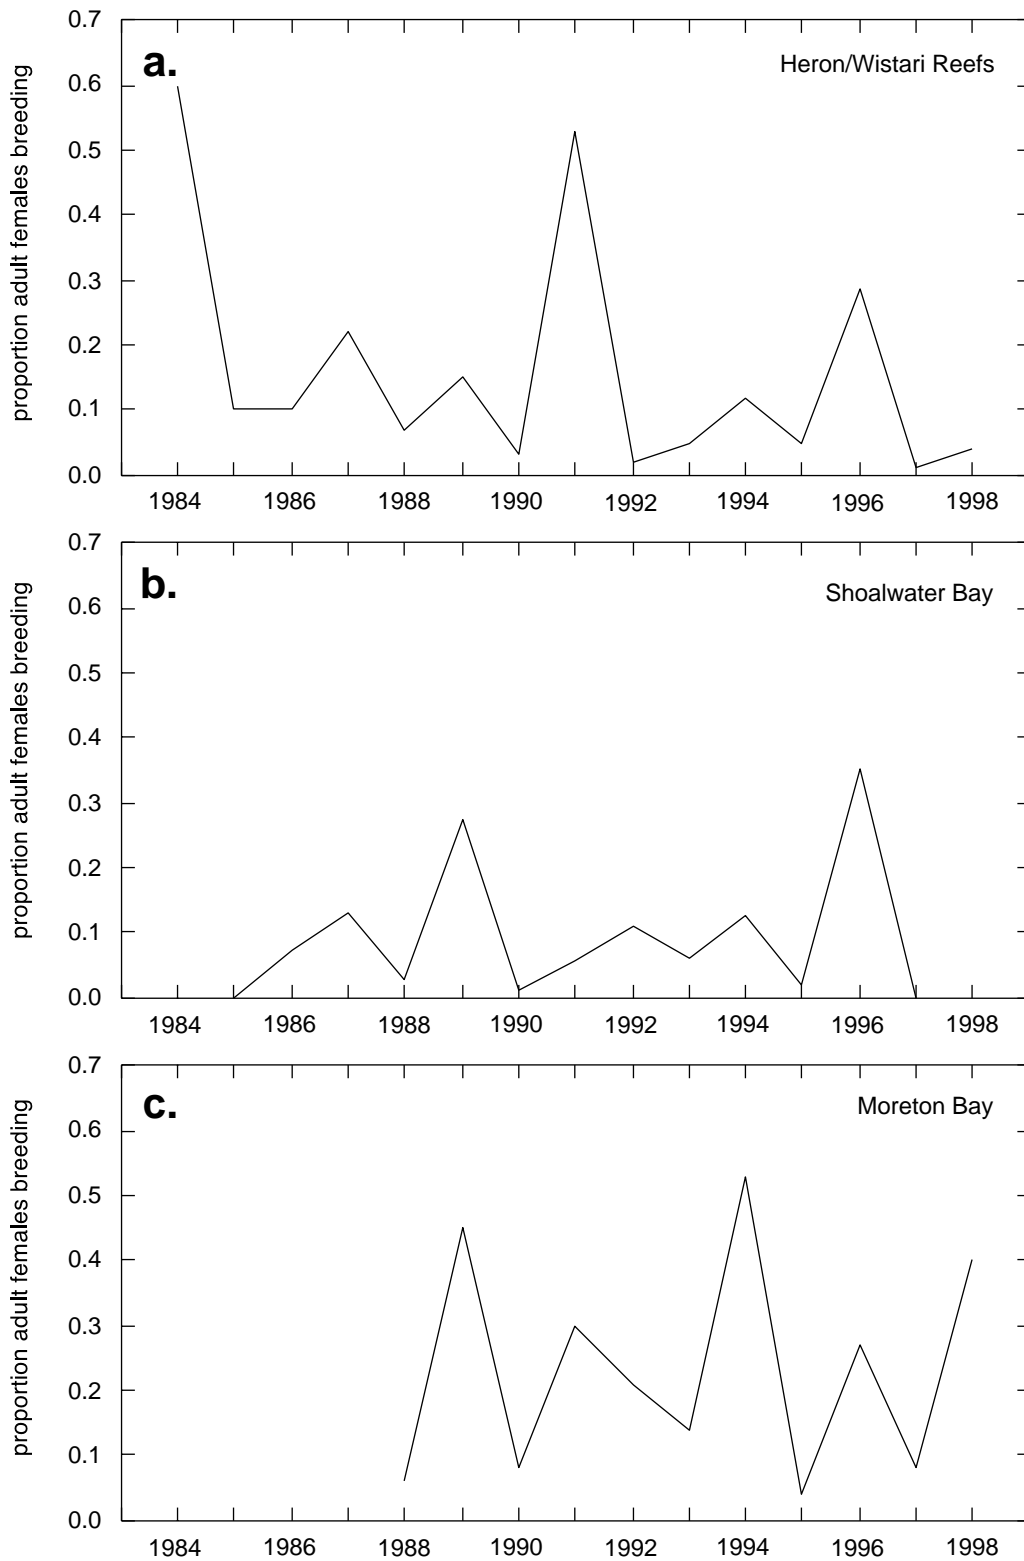 0.7
a.
Heron/Wistari Reefs
0.6
0.5
0.4
0.3
0.2
0.1
0.0
proportion adult females breeding
1984 1986 1988 1990 1992 1994 1996 1998
0.7
b.
Shoalwater Bay
0.6
0.5
0.4
0.3
0.2
0.1
0.0
proportion adult females breeding
1984 1986 1988 1990 1992 1994 1996 1998
0.7
c.
Moreton Bay
0.6
0.5
0.4
0.3
0.2
0.1
0.0
proportion adult females breeding
1984 1986 1988 1990 1992 1994 1996 1998